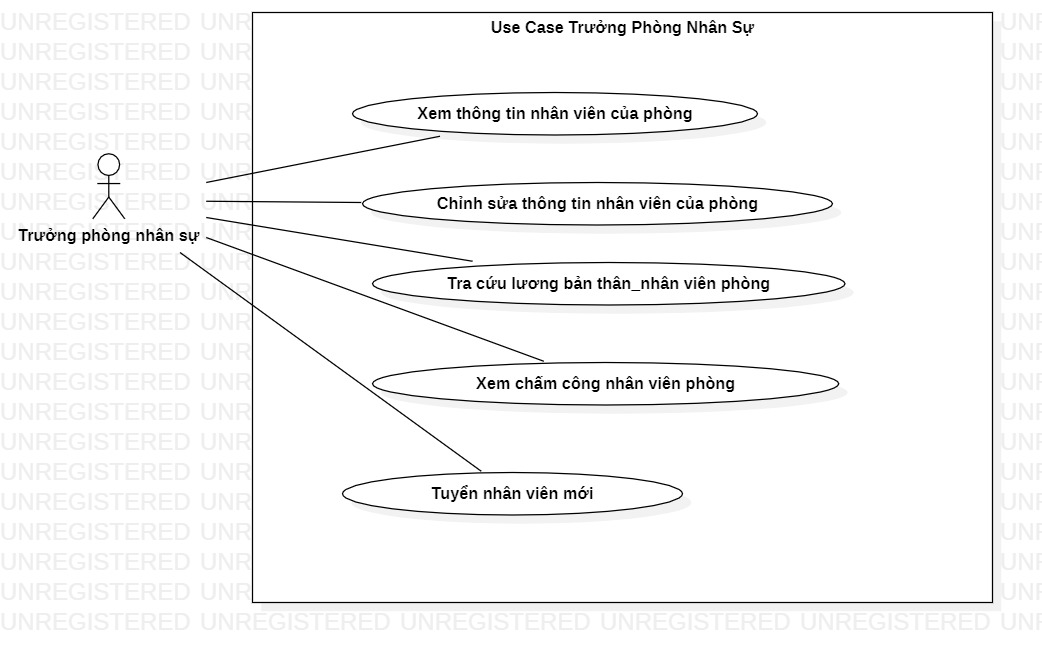 Use Case Trưởng Phòng Nhân Sự
Xem thông tin nhân viên của phòng
Chỉnh sửa thông tin nhân viên của phòng
Trưởng phòng nhân sự
Tra cứu lương bản thân_nhân viên phòng
Xem chấm công nhân viên phòng
Tuyển nhân viên mới
UNREGISTERED UNREGISTERED UNREGISTERED UNREGISTERED UNREGISTERED UNR